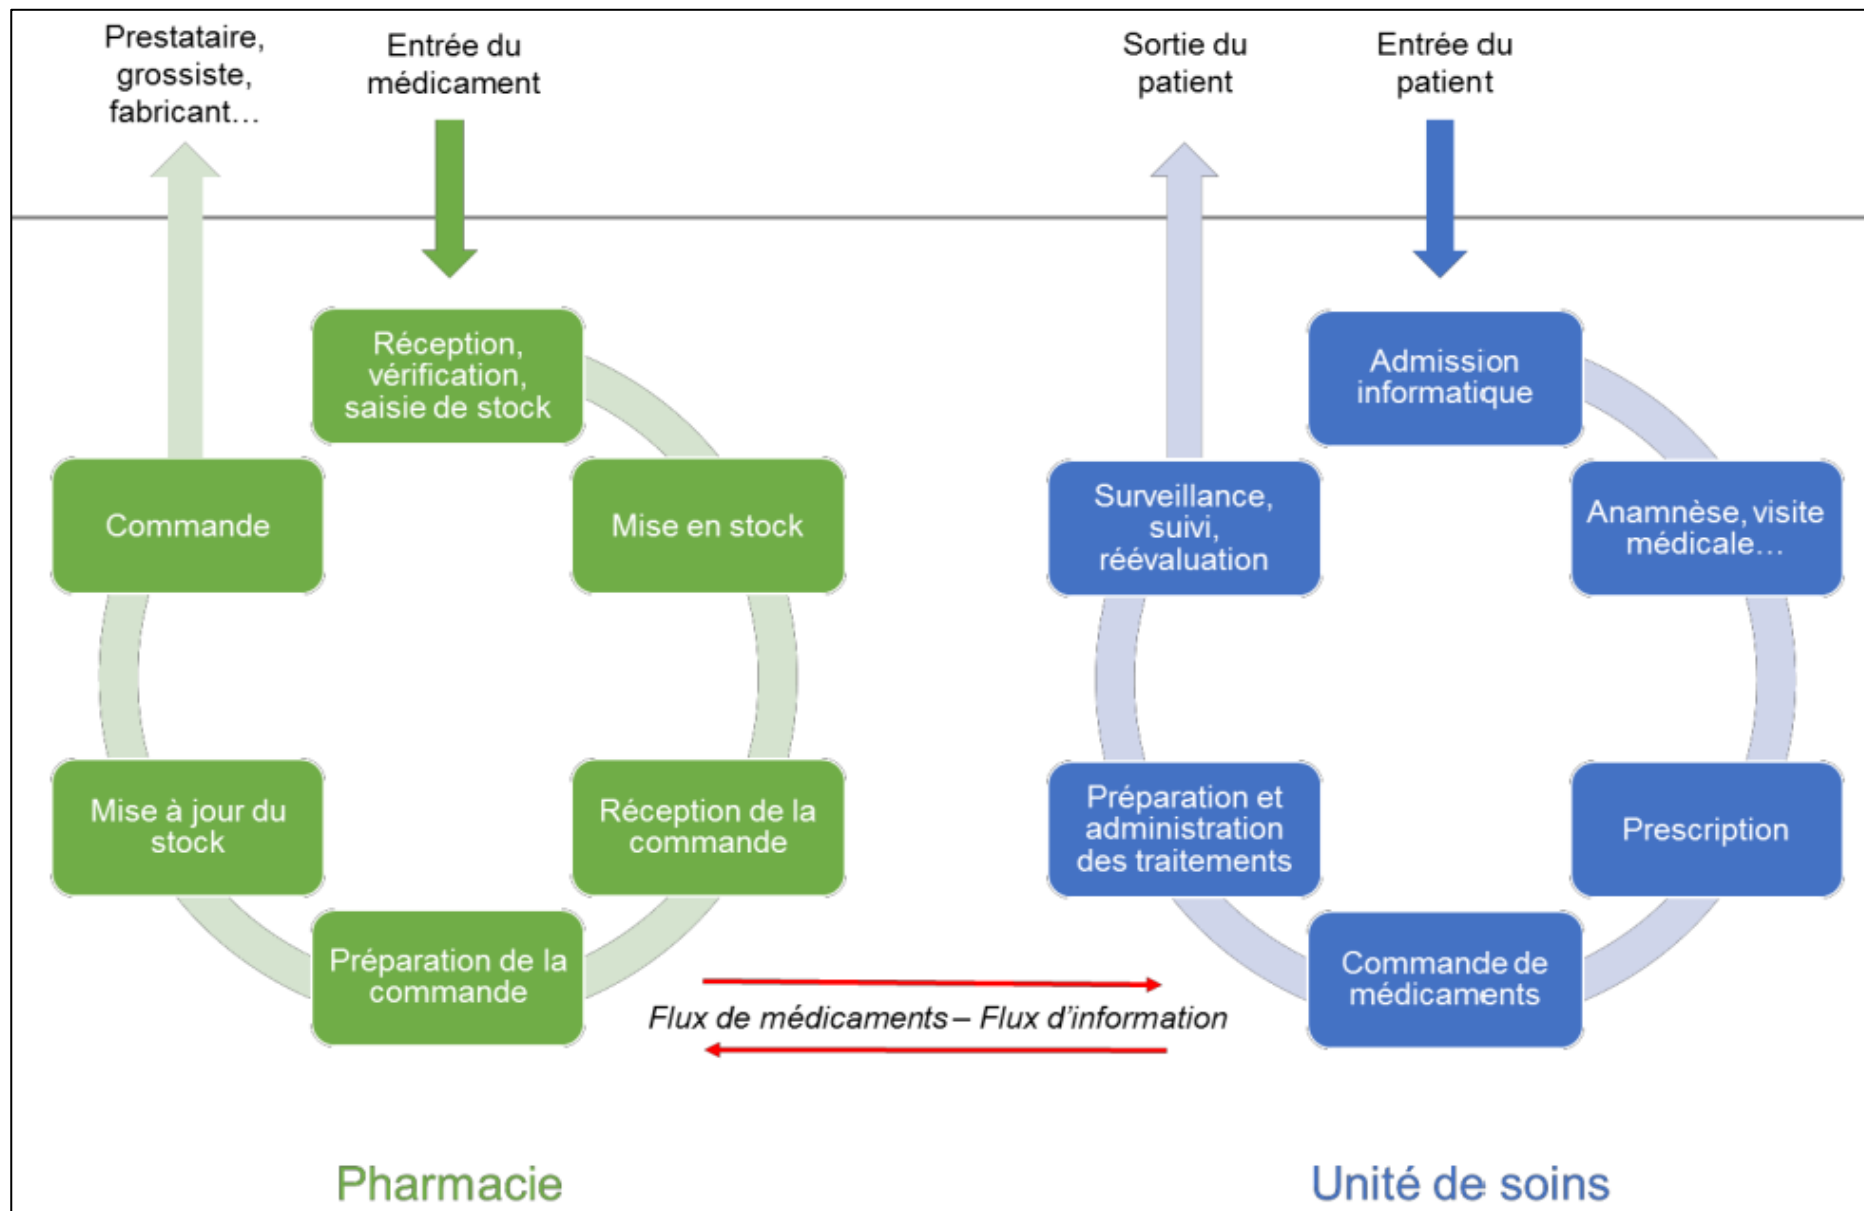 Prestataire,
grossiste,
fabricant…
Entrée du
médicament
Sortie du
patient
Entrée du
patient
Réception,
vérification,
saisie de stock
Mise en stock
Réception de la
commande
Préparation de la
commande
Mise à jour du
stock
Commande
Admission
informatique
Anamnèse, visite
médicale…
Prescription
Commande de
médicaments
Préparation et
administration
des traitements
Surveillance,
suivi,
réévaluation
Flux de médicaments – Flux d’information
Pharmacie
Unité de soins